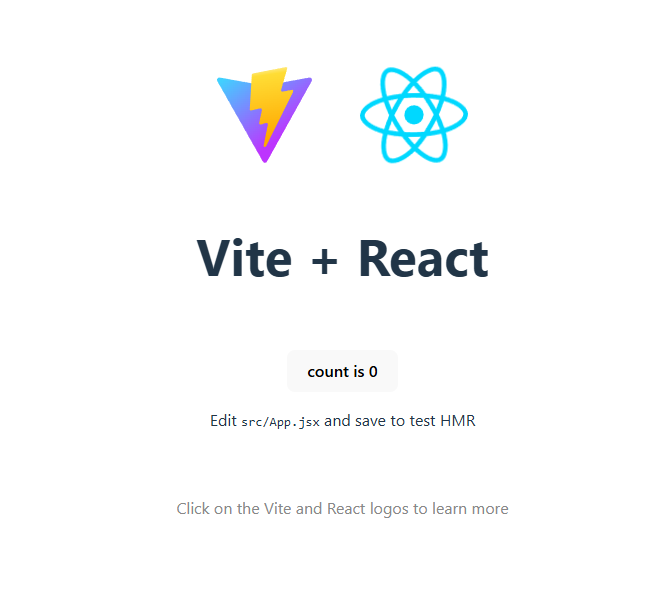 Vite + React
count is 0
Edit src/App.jsx and save to test HMR
Click on the Vite and React logos to learn more